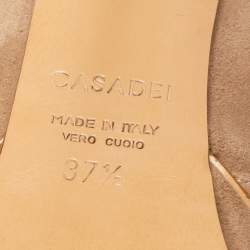 CASADEI
MADE IN ITALY
VERO CUOIO
37½